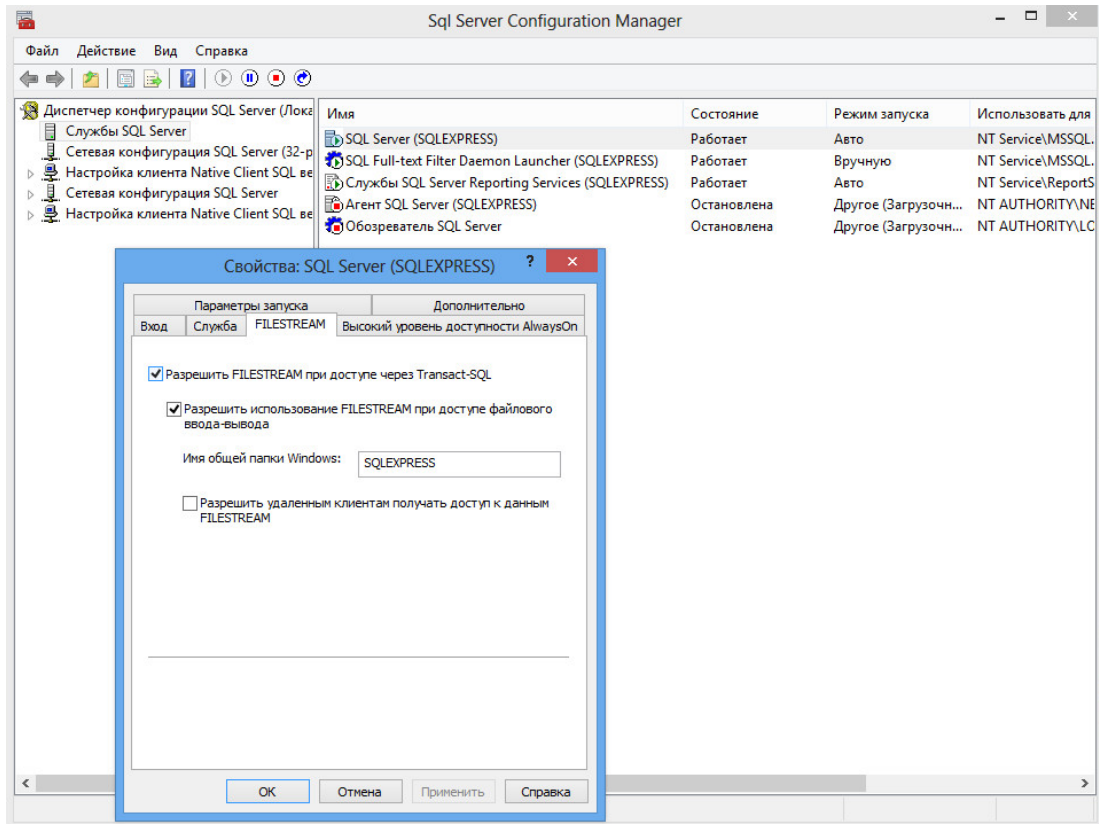 Sql Server Configuration Manager
Файл Действие Вид Справка
Диспетчер конфигурации SQL Server (Лока
Службы SQL Server
Сетевая конфигурация SQL Server (32-р
Настройка клиента Native Client SQL ве
Сетевая конфигурация SQL Server
Настройка клиента Native Client SQL ве
Имя Состояние Режим запуска Использовать для
SQL Server (SQLEXPRESS) Работает Авто NT Service\MSSQL.
SQL Full-text Filter Daemon Launcher (SQLEXPRESS) Работает Вручную NT Service\MSSQL.
Службы SQL Server Reporting Services (SQLEXPRESS) Работает Авто NT Service\ReportS
Агент SQL Server (SQLEXPRESS) Остановлена Другое (Загрузочн... NT AUTHORITY\NE
Обозреватель SQL Server Остановлена Другое (Загрузочн... NT AUTHORITY\LC
Свойства: SQL Server (SQLEXPRESS) ?
Параметры запуска Дополнительно
Вход Служба FILESTREAM Высокий уровень доступности AlwaysOn
Разрешить FILESTREAM при доступе через Transact-SQL
Разрешить использование FILESTREAM при доступе файлового
ввода-вывода
Имя общей папки Windows: SQLEXPRESS
Разрешить удаленным клиентам получать доступ к данным
FILESTREAM
ОК Отмена Применить Справка